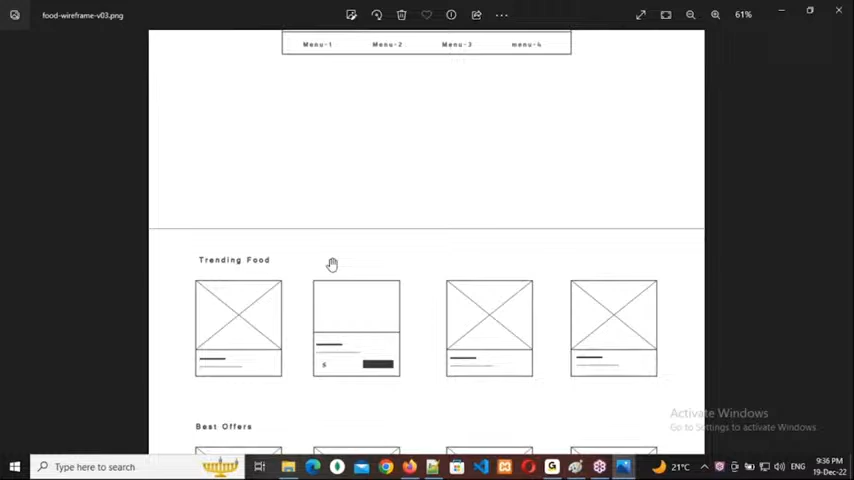 food-wireframe-v03.png
61%
Menu-1 Menu-2 Menu-3 menu-4
Trending Food
$
Best Offers
Activate Windows
Go to Settings to activate Windows.
Type here to search
21°C
ENG
9:36 PM
19-Dec-22